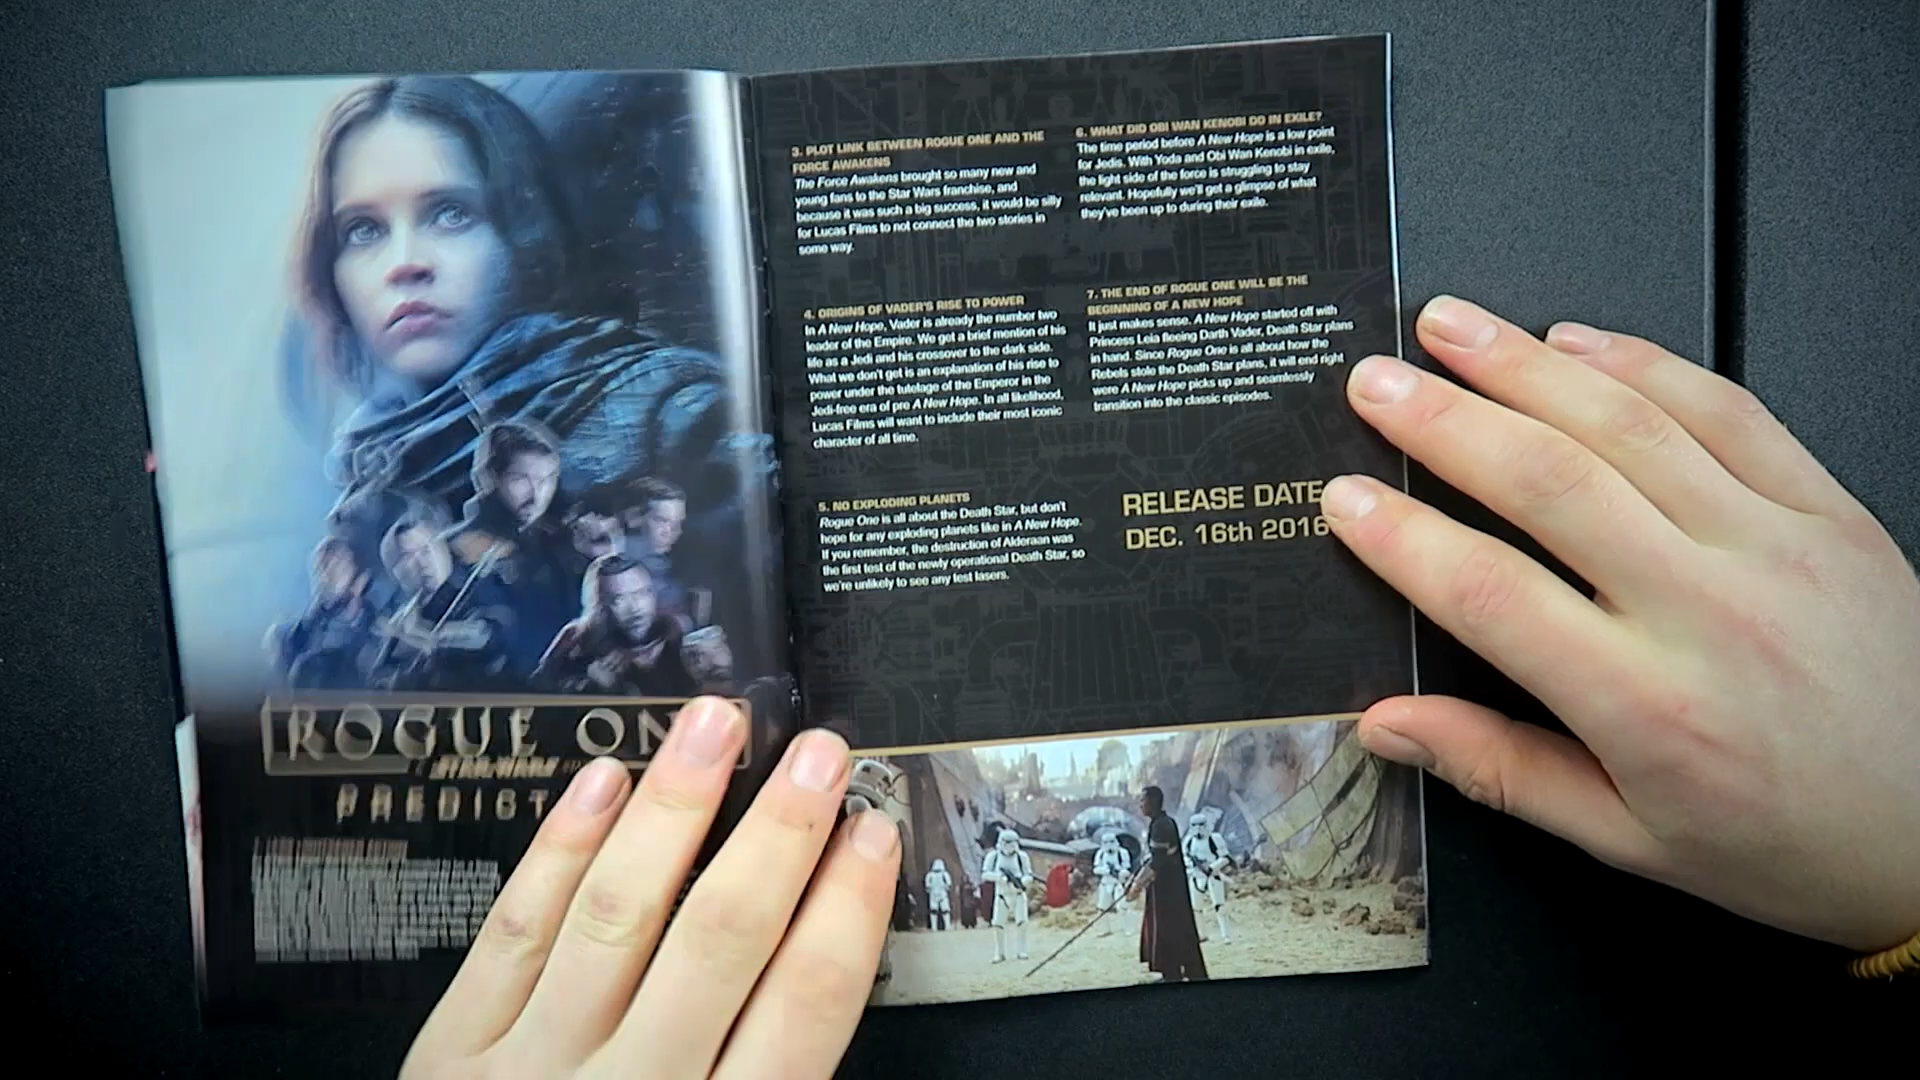 ROGUE ON
STAR WARS
PREDICT
3. PLOT LINK BETWEEN ROGUE ONE AND THE
FORCE AWAKENS
The Force Awakens brought so many new and
young fans to the Star Wars franchise, and
because it was such a big success, it would be silly
for Lucas Films to not connect the two stories in
some way.
4. ORIGINS OF VADER'S RISE TO POWER
In A New Hope, Vader is already the number two
leader of the Empire. We get a brief mention of his
life as a Jedi and his crossover to the dark side.
What we don't get is an explanation of his rise to
power under the tutelage of the Emperor in the
Jedi-free era of pre A New Hope. In all likelihood,
Lucas Films will want to include their most iconic
character of all time.
5. NO EXPLODING PLANETS
Rogue One is all about the Death Star, but don't
hope for any exploding planets like in A New Hope.
If you remember, the destruction of Alderaan was
the first test of the newly operational Death Star, so
we're unlikely to see any test lasers.
6. WHAT DID OBI WAN KENOBI DO IN EXILE?
The time period before A New Hope is a low point
for Jedis. With Yoda and Obi Wan Kenobi in exile,
the light side of the force is struggling to stay
relevant. Hopefully we'll get a glimpse of what
they've been up to during their exile.
7. THE END OF ROGUE ONE WILL BE THE
BEGINNING OF A NEW HOPE
It just makes sense. A New Hope started off with
Princess Leia fleeing Darth Vader, Death Star plans
in hand. Since Rogue One is all about how the
Rebels stole the Death Star plans, it will end right
were A New Hope picks up and seamlessly
transition into the classic episodes.
RELEASE DATE
DEC. 16th 2016